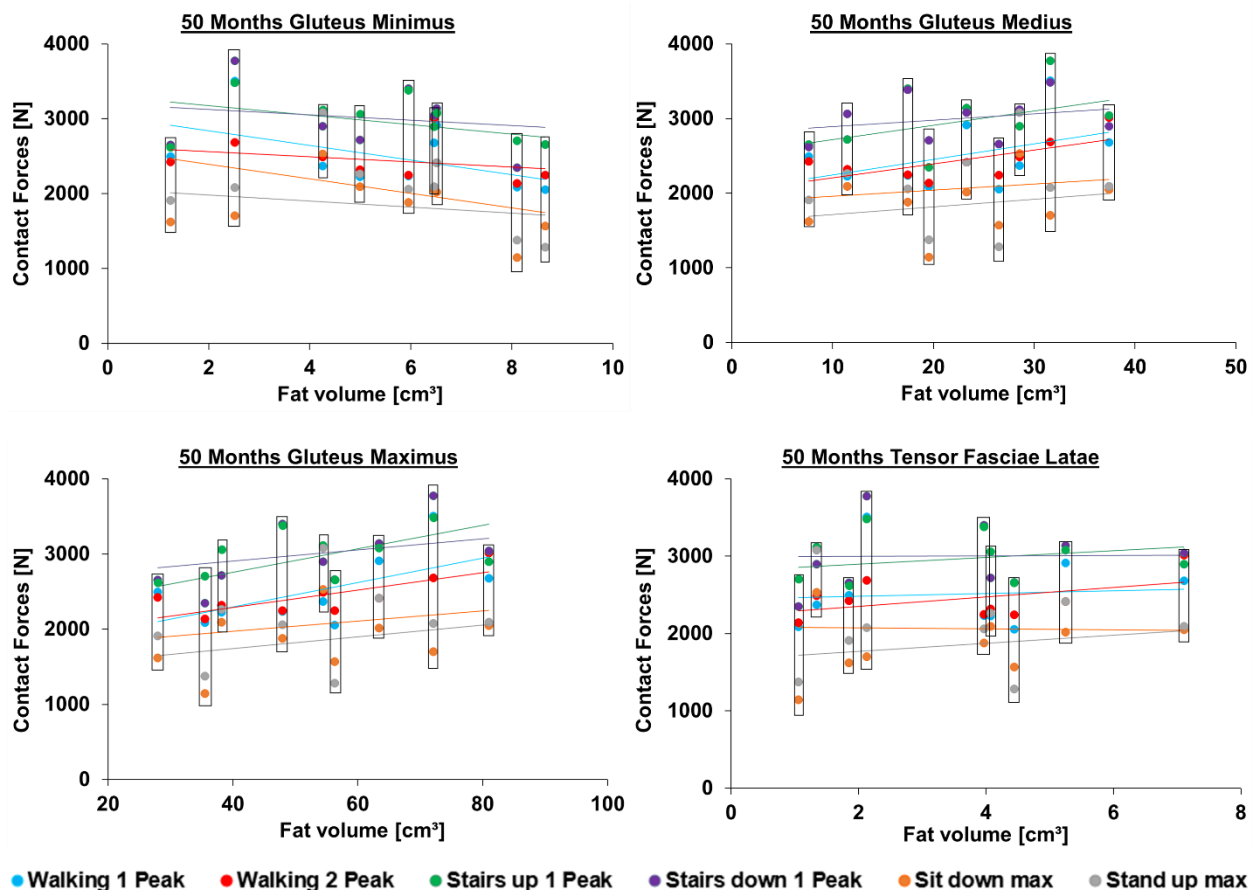 50 Months Gluteus Minimus
4000
3000
2000
1000
0
0 2 4 6 8 10
Contact Forces [N]
Fat volume [cm³]
50 Months Gluteus Medius
4000
3000
2000
1000
0
0 10 20 30 40 50
Contact Forces [N]
Fat volume [cm³]
50 Months Gluteus Maximus
4000
3000
2000
1000
0
20 40 60 80 100
Contact Forces [N]
Fat volume [cm³]
50 Months Tensor Fasciae Latae
4000
3000
2000
1000
0
0 2 4 6 8
Contact Forces [N]
Fat volume [cm³]
Walking 1 Peak Walking 2 Peak Stairs up 1 Peak Stairs down 1 Peak Sit down max Stand up max